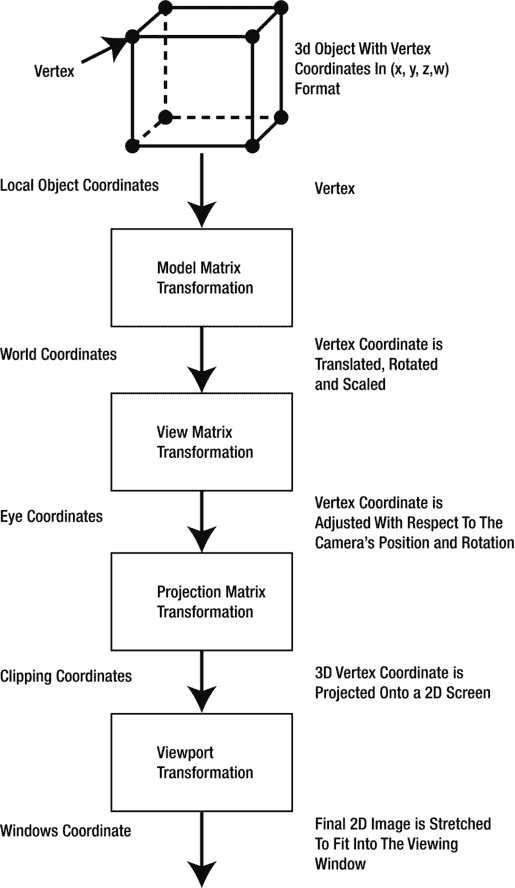 3d Object With Vertex
Coordinates In (x, y, z,w)
Format
Vertex
Local Object Coordinates
Vertex
Model Matrix
Transformation
World Coordinates
Vertex Coordinate is
Translated, Rotated
and Scaled
View Matrix
Transformation
Eye Coordinates
Vertex Coordinate is
Adjusted With Respect To The
Camera's Position and Rotation
Projection Matrix
Transformation
Clipping Coordinates
3D Vertex Coordinate is
Projected Onto a 2D Screen
Viewport
Transformation
Windows Coordinate
Final 2D Image is Stretched
To Fit Into The Viewing
Window